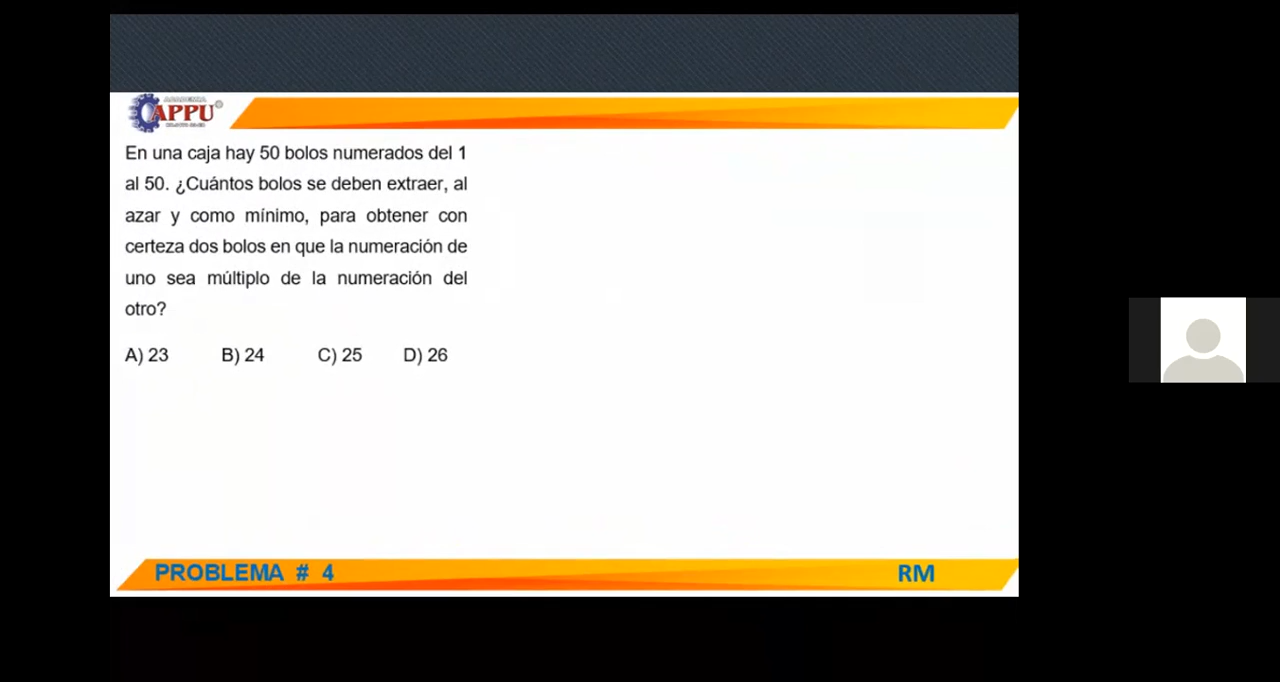 APPU
En una caja hay 50 bolos numerados del 1
al 50. ¿Cuántos bolos se deben extraer, al
azar y como mínimo, para obtener con
certeza dos bolos en que la numeración de
uno sea múltiplo de la numeración del
otro?
A) 23 B) 24 C) 25 D) 26
PROBLEMA # 4
RM